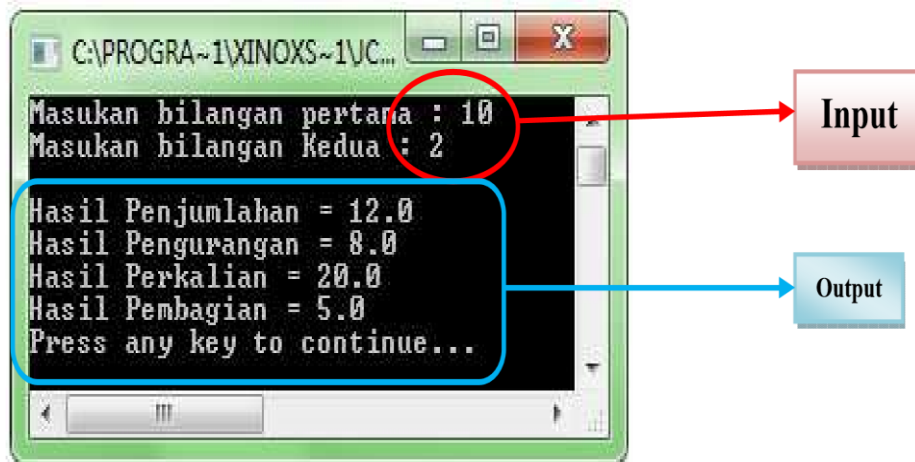 C:\PROGRA~1\XINOXS~1\JC...
Masukan bilangan pertama : 10
Masukan bilangan Kedua : 2
Hasil Penjumlahan = 12.0
Hasil Pengurangan = 8.0
Hasil Perkalian = 20.0
Hasil Pembagian = 5.0
Press any key to continue...
Input
Output